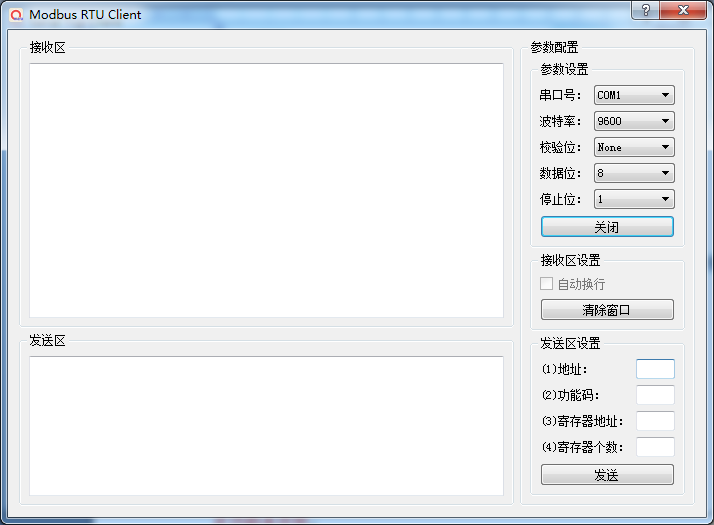 Modbus RTU Client
接收区
发送区
参数配置
参数设置
串口号: COM1
波特率: 9600
校验位: None
数据位: 8
停止位: 1
关闭
接收区设置
自动换行
清除窗口
发送区设置
(1)地址:
(2)功能码:
(3)寄存器地址:
(4)寄存器个数:
发送